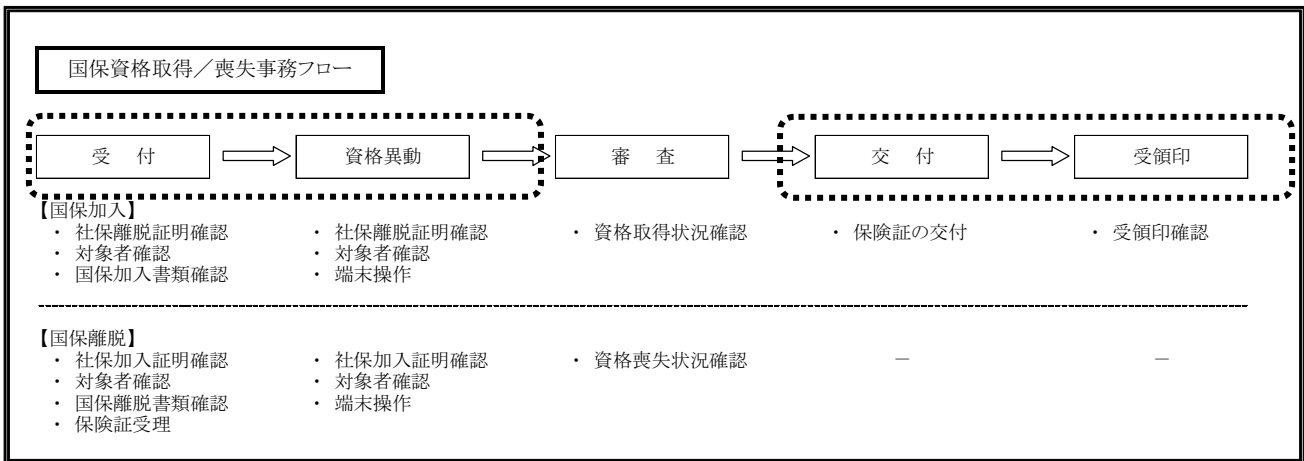 国保資格取得／喪失事務フロー
受　付 資格異動 審　査 交　付 受領印
【国保加入】
・ 社保離脱証明確認 ・ 社保離脱証明確認 ・ 資格取得状況確認 ・ 保険証の交付 ・ 受領印確認
・ 対象者確認 ・ 対象者確認
・ 国保加入書類確認 ・ 端末操作
【国保離脱】
・ 社保加入証明確認 ・ 社保加入証明確認 ・ 資格喪失状況確認 － －
・ 対象者確認 ・ 対象者確認
・ 国保離脱書類確認 ・ 端末操作
・ 保険証受理